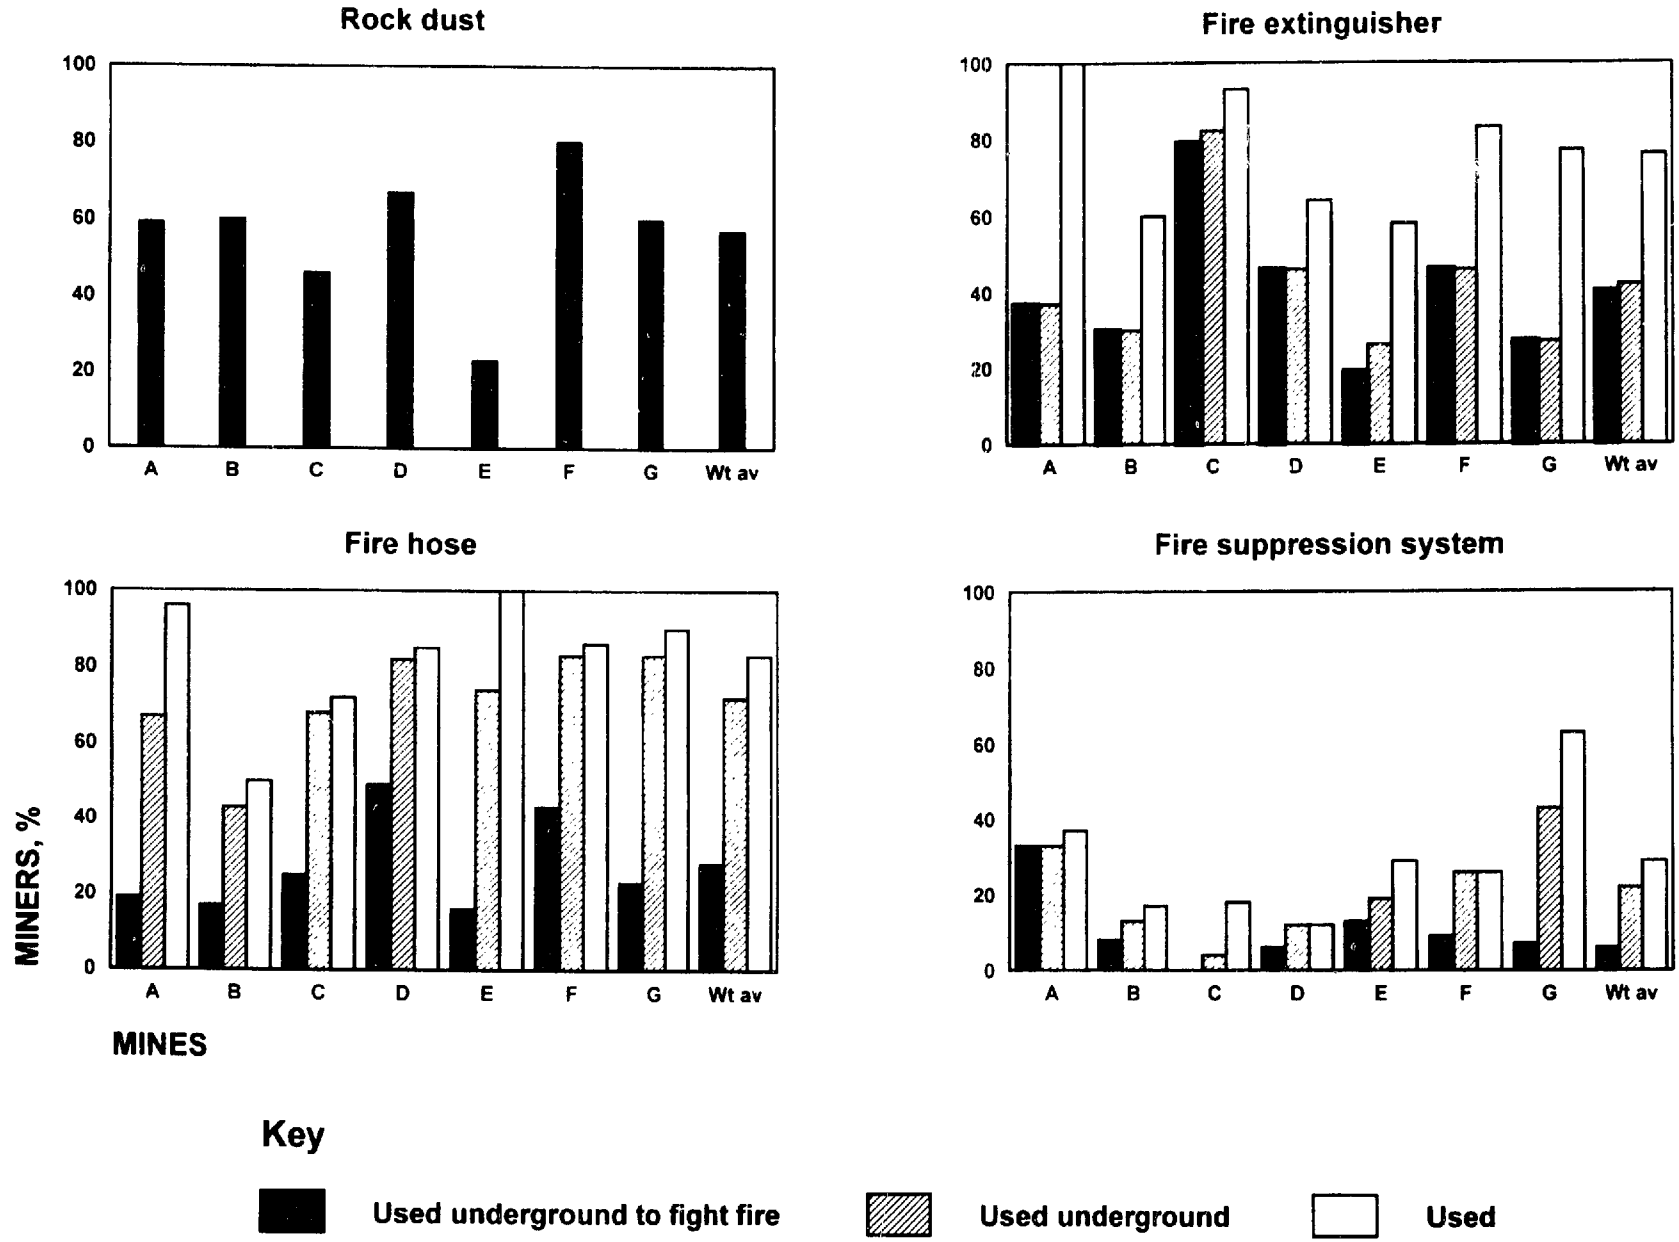 Rock dust
100
80
60
40
20
0
A B C D E F G Wt av
Fire extinguisher
100
80
60
40
20
0
A B C D E F G Wt av
Fire hose
100
80
60
40
20
0
A B C D E F G Wt av
MINERS, %
MINES
Fire suppression system
100
80
60
40
20
0
A B C D E F G Wt av
Key
Used underground to fight fire
Used underground
Used